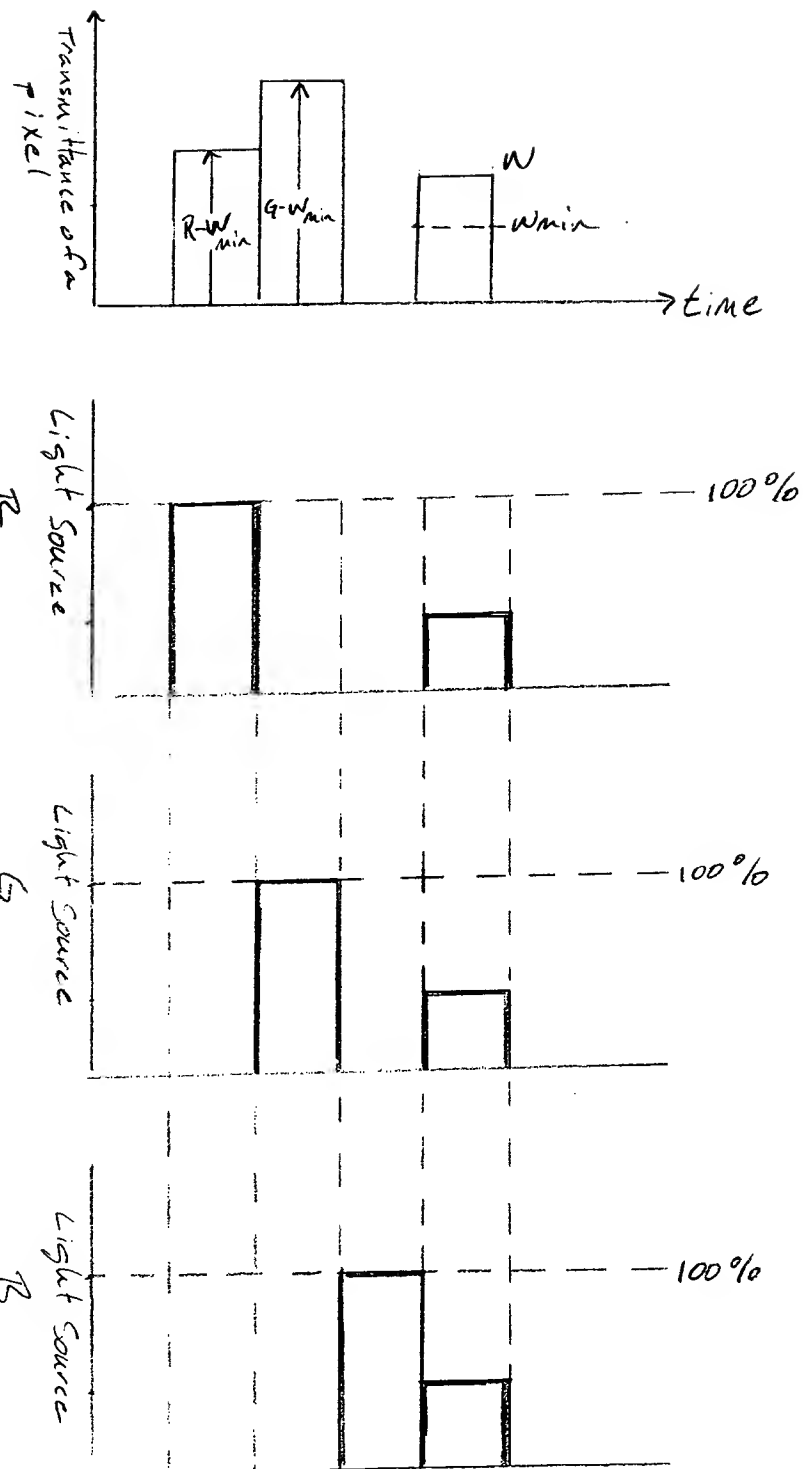 Transmittance of a
Pixel
R-Wmin
G-Wmin
W
Wmin
time
Light Source
R
100%
Light Source
G
100%
Light Source
B
100%